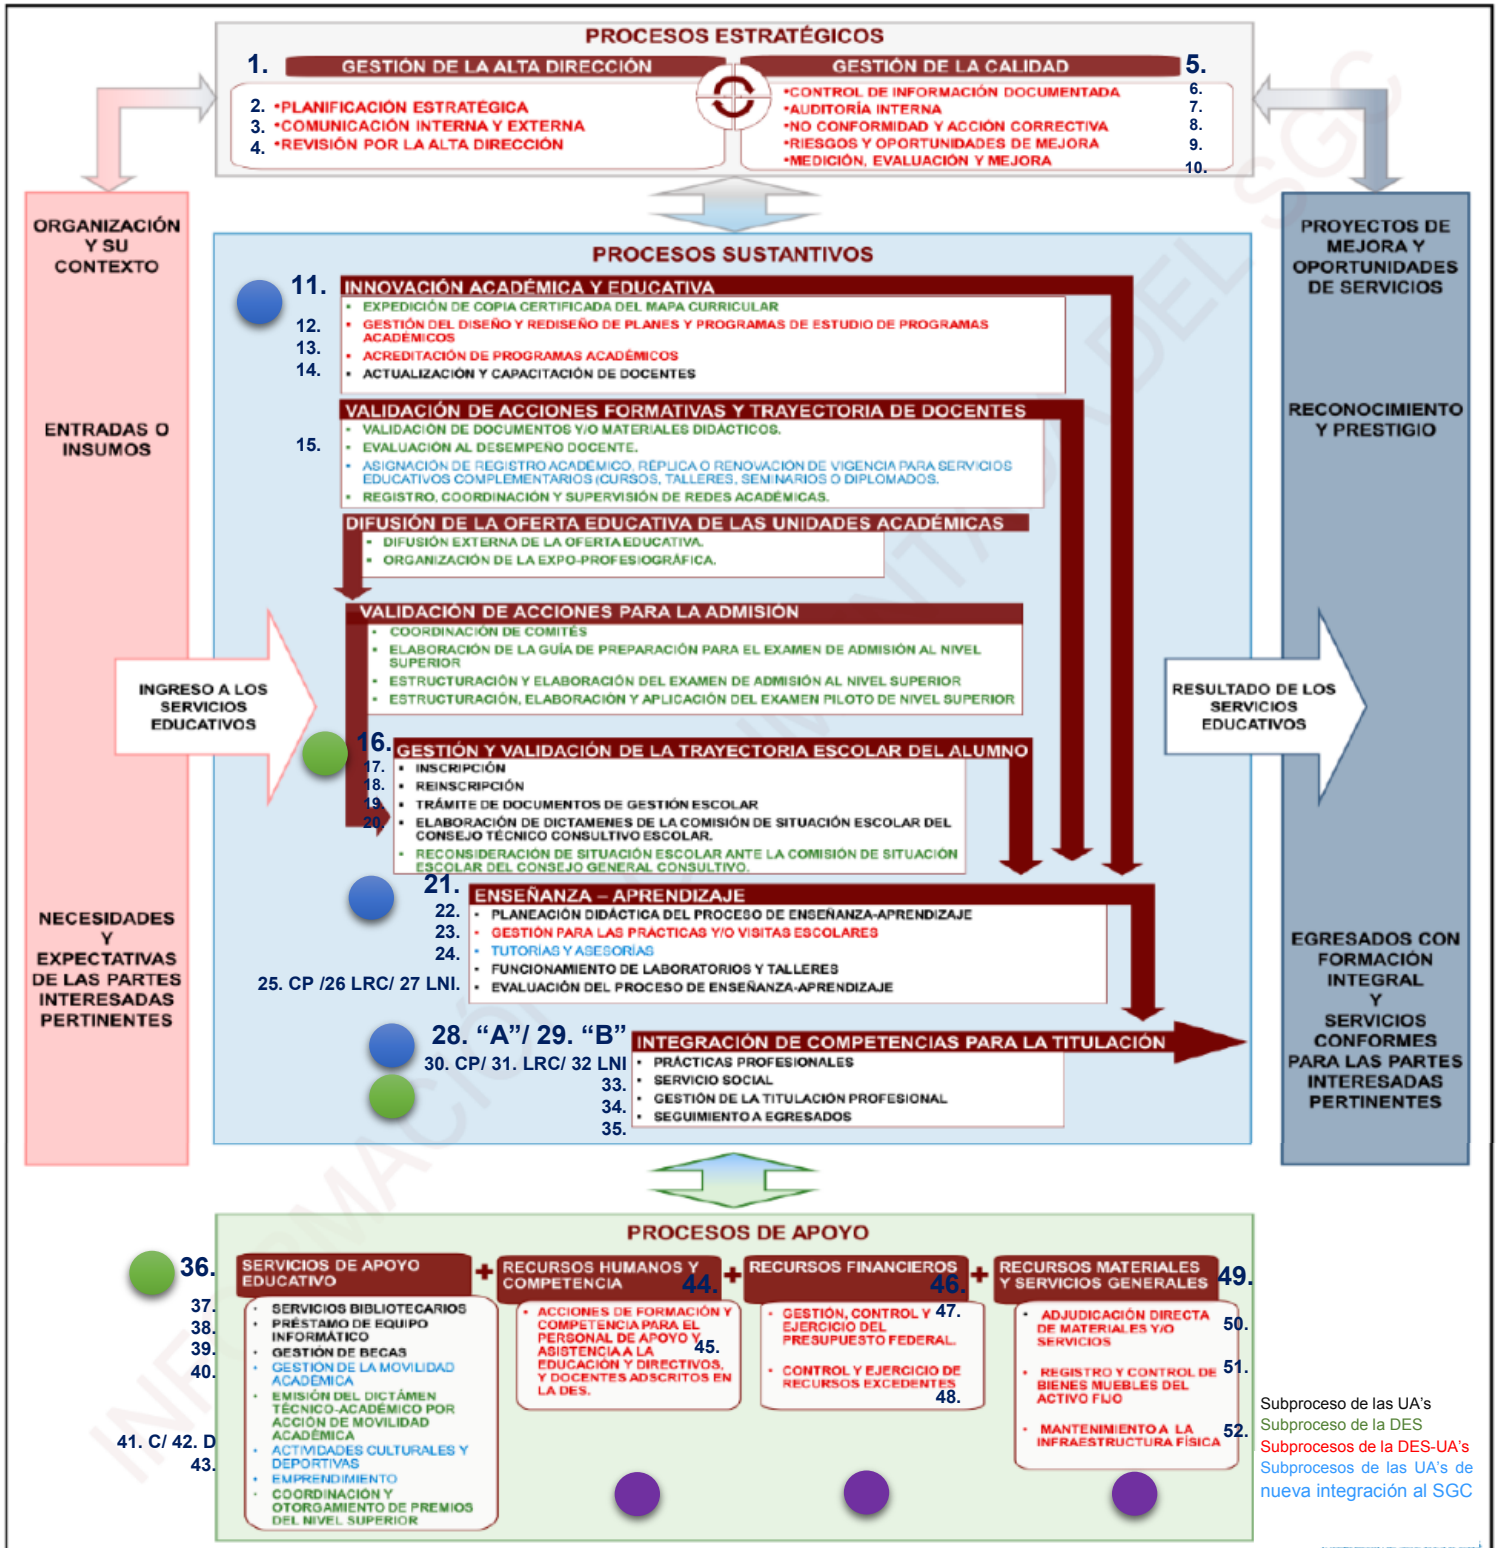 PROCESOS ESTRATÉGICOS
1. GESTIÓN DE LA ALTA DIRECCIÓN
2. •PLANIFICACIÓN ESTRATÉGICA
3. •COMUNICACIÓN INTERNA Y EXTERNA
4. •REVISIÓN POR LA ALTA DIRECCIÓN
GESTIÓN DE LA CALIDAD 5.
•CONTROL DE INFORMACIÓN DOCUMENTADA 6.
•AUDITORÍA INTERNA 7.
•NO CONFORMIDAD Y ACCIÓN CORRECTIVA 8.
•RIESGOS Y OPORTUNIDADES DE MEJORA 9.
•MEDICIÓN, EVALUACIÓN Y MEJORA 10.
ORGANIZACIÓN
Y SU
CONTEXTO
ENTRADAS O
INSUMOS
INGRESO A LOS
SERVICIOS
EDUCATIVOS
NECESIDADES
Y
EXPECTATIVAS
DE LAS PARTES
INTERESADAS
PERTINENTES
PROCESOS SUSTANTIVOS
11. INNOVACIÓN ACADÉMICA Y EDUCATIVA
• EXPEDICIÓN DE COPIA CERTIFICADA DEL MAPA CURRICULAR
12. • GESTIÓN DEL DISEÑO Y REDISEÑO DE PLANES Y PROGRAMAS DE ESTUDIO DE PROGRAMAS
ACADÉMICOS
13. • ACREDITACIÓN DE PROGRAMAS ACADÉMICOS
14. • ACTUALIZACIÓN Y CAPACITACIÓN DE DOCENTES
VALIDACIÓN DE ACCIONES FORMATIVAS Y TRAYECTORIA DE DOCENTES
• VALIDACIÓN DE DOCUMENTOS Y/O MATERIALES DIDÁCTICOS.
15. • EVALUACIÓN AL DESEMPEÑO DOCENTE.
• ASIGNACIÓN DE REGISTRO ACADÉMICO, RÉPLICA O RENOVACIÓN DE VIGENCIA PARA SERVICIOS
EDUCATIVOS COMPLEMENTARIOS (CURSOS, TALLERES, SEMINARIOS O DIPLOMADOS.
• REGISTRO, COORDINACIÓN Y SUPERVISIÓN DE REDES ACADÉMICAS.
DIFUSIÓN DE LA OFERTA EDUCATIVA DE LAS UNIDADES ACADÉMICAS
• DIFUSIÓN EXTERNA DE LA OFERTA EDUCATIVA.
• ORGANIZACIÓN DE LA EXPO-PROFESIOGRÁFICA.
VALIDACIÓN DE ACCIONES PARA LA ADMISIÓN
• COORDINACIÓN DE COMITÉS
• ELABORACIÓN DE LA GUÍA DE PREPARACIÓN PARA EL EXAMEN DE ADMISIÓN AL NIVEL
SUPERIOR
• ESTRUCTURACIÓN Y ELABORACIÓN DEL EXAMEN DE ADMISIÓN AL NIVEL SUPERIOR
• ESTRUCTURACIÓN, ELABORACIÓN Y APLICACIÓN DEL EXAMEN PILOTO DE NIVEL SUPERIOR
16. GESTIÓN Y VALIDACIÓN DE LA TRAYECTORIA ESCOLAR DEL ALUMNO
17. • INSCRIPCIÓN
18. • REINSCRIPCIÓN
19. • TRÁMITE DE DOCUMENTOS DE GESTIÓN ESCOLAR
20. • ELABORACIÓN DE DICTAMENES DE LA COMISIÓN DE SITUACIÓN ESCOLAR DEL
CONSEJO TÉCNICO CONSULTIVO ESCOLAR.
• RECONSIDERACIÓN DE SITUACIÓN ESCOLAR ANTE LA COMISIÓN DE SITUACIÓN
ESCOLAR DEL CONSEJO GENERAL CONSULTIVO.
21. ENSEÑANZA – APRENDIZAJE
22. • PLANEACIÓN DIDÁCTICA DEL PROCESO DE ENSEÑANZA-APRENDIZAJE
23. • GESTIÓN PARA LAS PRÁCTICAS Y/O VISITAS ESCOLARES
24. • TUTORÍAS Y ASESORÍAS
• FUNCIONAMIENTO DE LABORATORIOS Y TALLERES
25. CP /26 LRC/ 27 LNI. • EVALUACIÓN DEL PROCESO DE ENSEÑANZA-APRENDIZAJE
28. “A”/ 29. “B” INTEGRACIÓN DE COMPETENCIAS PARA LA TITULACIÓN
30. CP/ 31. LRC/ 32 LNI • PRÁCTICAS PROFESIONALES
33. • SERVICIO SOCIAL
34. • GESTIÓN DE LA TITULACIÓN PROFESIONAL
35. • SEGUIMIENTO A EGRESADOS
PROYECTOS DE
MEJORA Y
OPORTUNIDADES
DE SERVICIOS
RECONOCIMIENTO
Y PRESTIGIO
RESULTADO DE LOS
SERVICIOS
EDUCATIVOS
EGRESADOS CON
FORMACIÓN
INTEGRAL
Y
SERVICIOS
CONFORMES
PARA LAS PARTES
INTERESADAS
PERTINENTES
PROCESOS DE APOYO
36. SERVICIOS DE APOYO
EDUCATIVO
37. • SERVICIOS BIBLIOTECARIOS
38. • PRÉSTAMO DE EQUIPO
INFORMÁTICO
39. • GESTIÓN DE BECAS
40. • GESTIÓN DE LA MOVILIDAD
ACADÉMICA
• EMISIÓN DEL DICTÁMEN
TÉCNICO-ACADÉMICO POR
ACCIÓN DE MOVILIDAD
ACADÉMICA
41. C/ 42. D • ACTIVIDADES CULTURALES Y
DEPORTIVAS
43. • EMPRENDIMIENTO
• COORDINACIÓN Y
OTORGAMIENTO DE PREMIOS
DEL NIVEL SUPERIOR
+
RECURSOS HUMANOS Y
COMPETENCIA 44.
• ACCIONES DE FORMACIÓN Y
COMPETENCIA PARA EL
PERSONAL DE APOYO Y
ASISTENCIA A LA 45.
EDUCACIÓN Y DIRECTIVOS,
Y DOCENTES ADSCRITOS EN
LA DES.
+
RECURSOS FINANCIEROS
46.
• GESTIÓN, CONTROL Y 47.
EJERCICIO DEL
PRESUPUESTO FEDERAL.
• CONTROL Y EJERCICIO DE
RECURSOS EXCEDENTES
48.
+
RECURSOS MATERIALES
Y SERVICIOS GENERALES 49.
• ADJUDICACIÓN DIRECTA
DE MATERIALES Y/O 50.
SERVICIOS
• REGISTRO Y CONTROL DE 51.
BIENES MUEBLES DEL
ACTIVO FIJO
• MANTENIMIENTO A LA 52.
INFRAESTRUCTURA FÍSICA
Subproceso de las UA’s
Subproceso de la DES
Subprocesos de la DES-UA’s
Subprocesos de las UA’s de
nueva integración al SGC